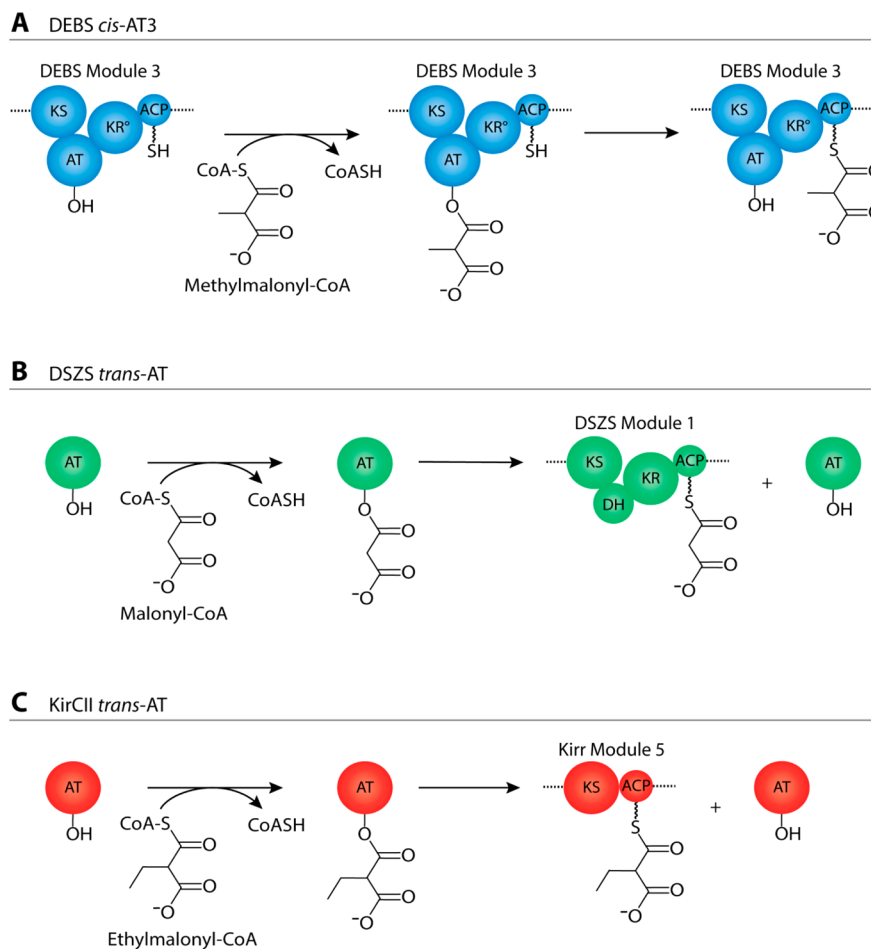 A DEBS cis-AT3
DEBS Module 3
DEBS Module 3
DEBS Module 3
KS
AT
KR°
ACP
SH
OH
CoA-S
O
O
⁻O
CoASH
Methylmalonyl-CoA
KS
AT
KR°
ACP
SH
O
O
O
⁻O
KS
AT
KR°
ACP
OH
S
O
O
⁻O
B DSZS trans-AT
AT
OH
CoA-S
O
O
⁻O
CoASH
Malonyl-CoA
AT
O
O
O
⁻O
DSZS Module 1
KS
DH
KR
ACP
S
O
O
⁻O
+
AT
OH
C KirCII trans-AT
AT
OH
CoA-S
O
O
⁻O
CoASH
Ethylmalonyl-CoA
AT
O
O
O
⁻O
Kirr Module 5
KS
ACP
S
O
O
⁻O
+
AT
OH